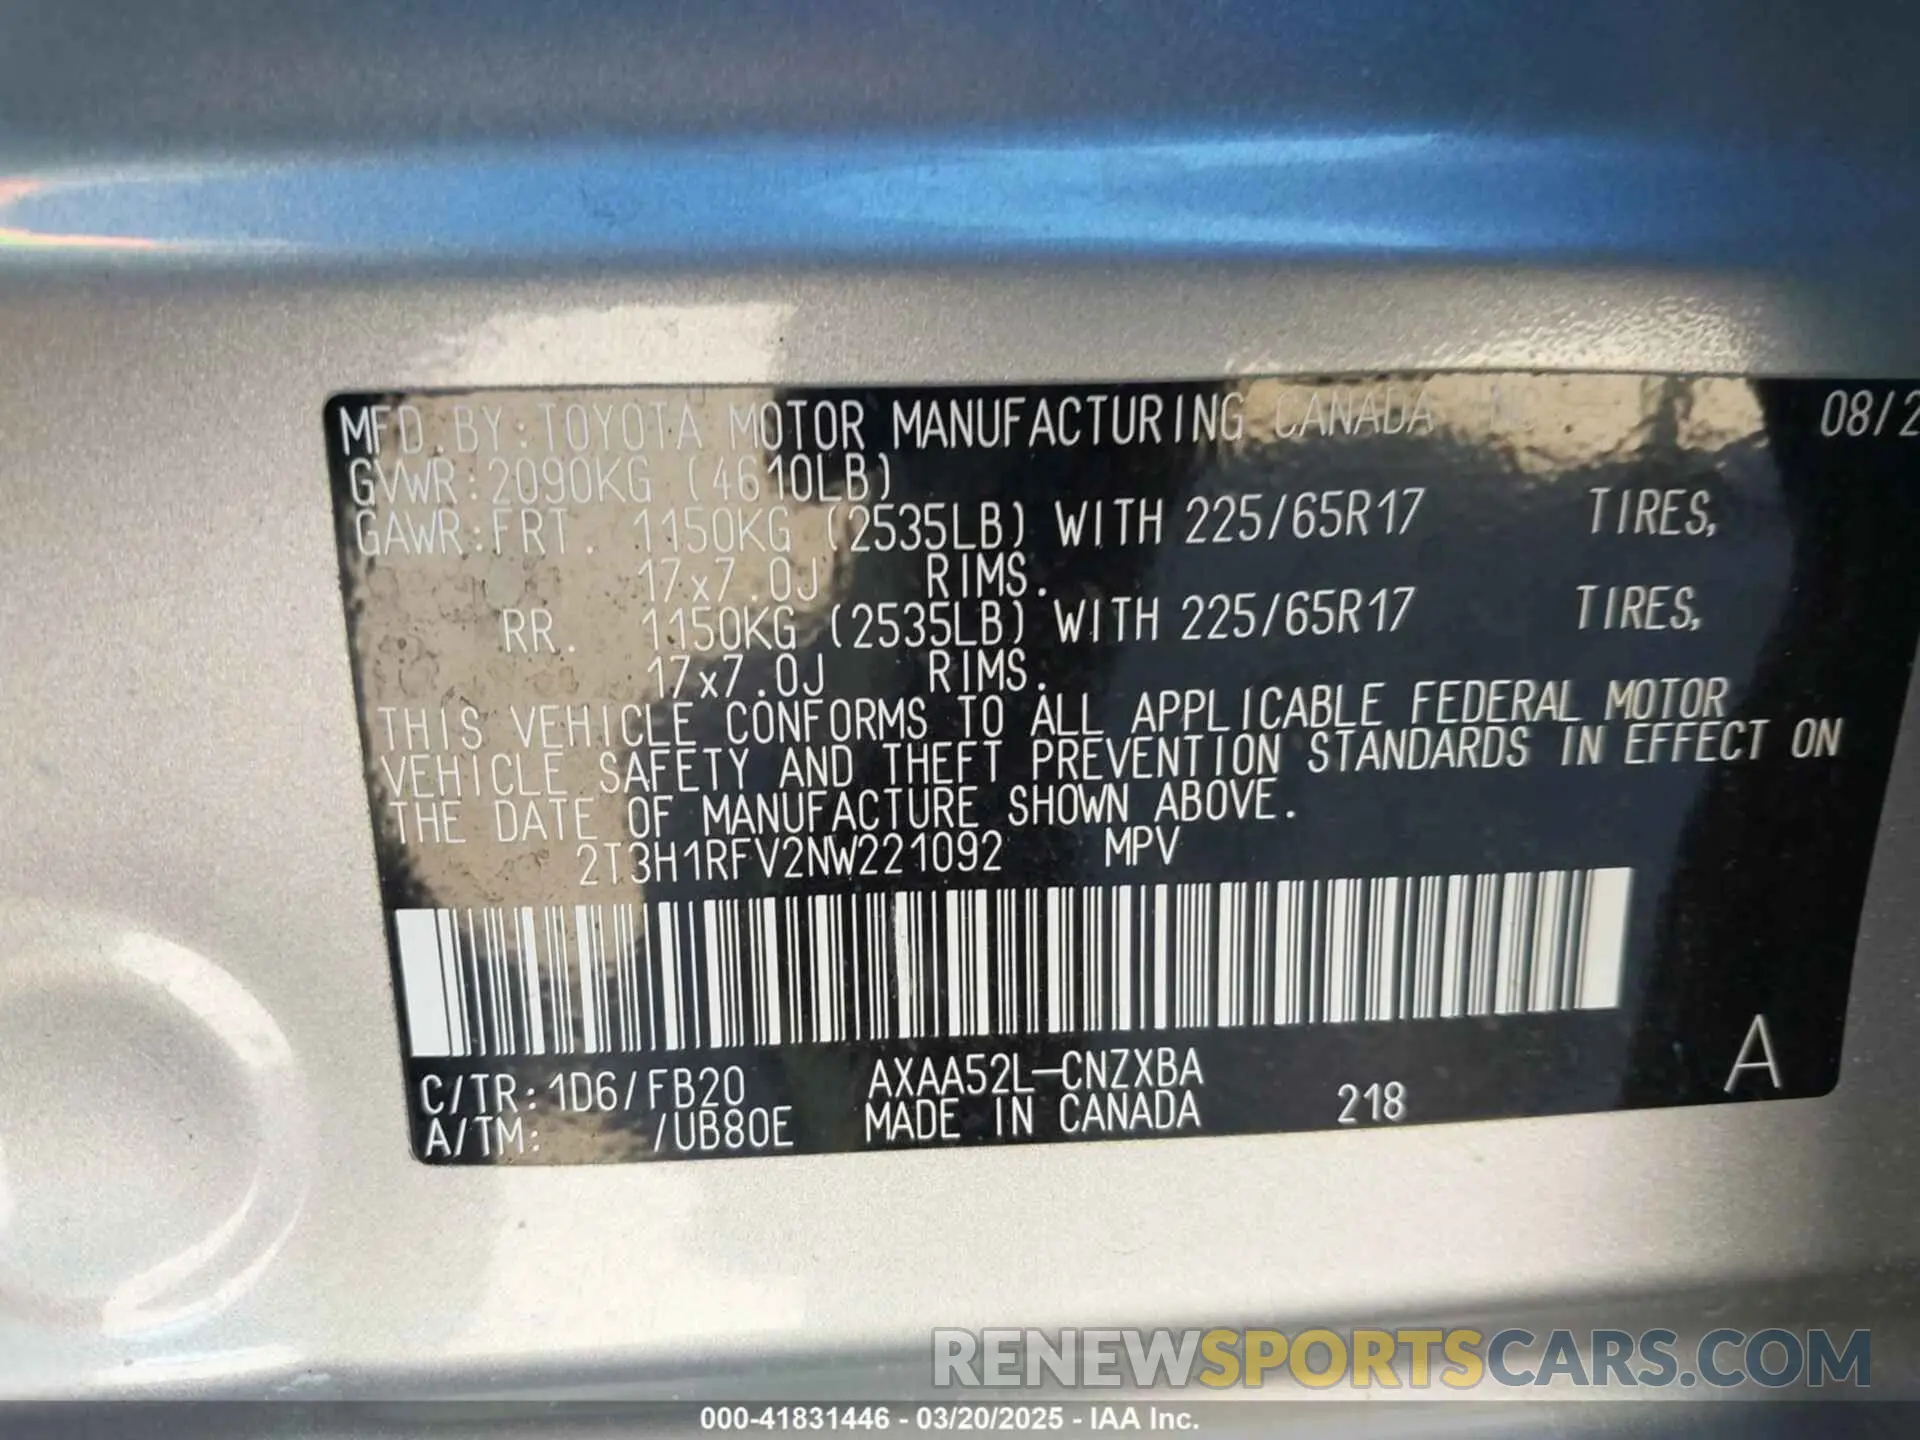 MFD.BY:TOYOTA MOTOR MANUFACTURING CANADA INC 08/2
GVWR:2090KG (4610LB)
GAWR:FRT. 1150KG (2535LB) WITH 225/65R17 TIRES,
17x7.0J RIMS.
RR. 1150KG (2535LB) WITH 225/65R17 TIRES,
17x7.0J RIMS.
THIS VEHICLE CONFORMS TO ALL APPLICABLE FEDERAL MOTOR
VEHICLE SAFETY AND THEFT PREVENTION STANDARDS IN EFFECT ON
THE DATE OF MANUFACTURE SHOWN ABOVE.
2T3H1RFV2NW221092 MPV
C/TR:1D6/FB20 AXAA52L-CNZXBA A
A/TM: /UB80E MADE IN CANADA 218
RENEWSPORTSCARS.COM
000-41831446 - 03/20/2025 - IAA Inc.